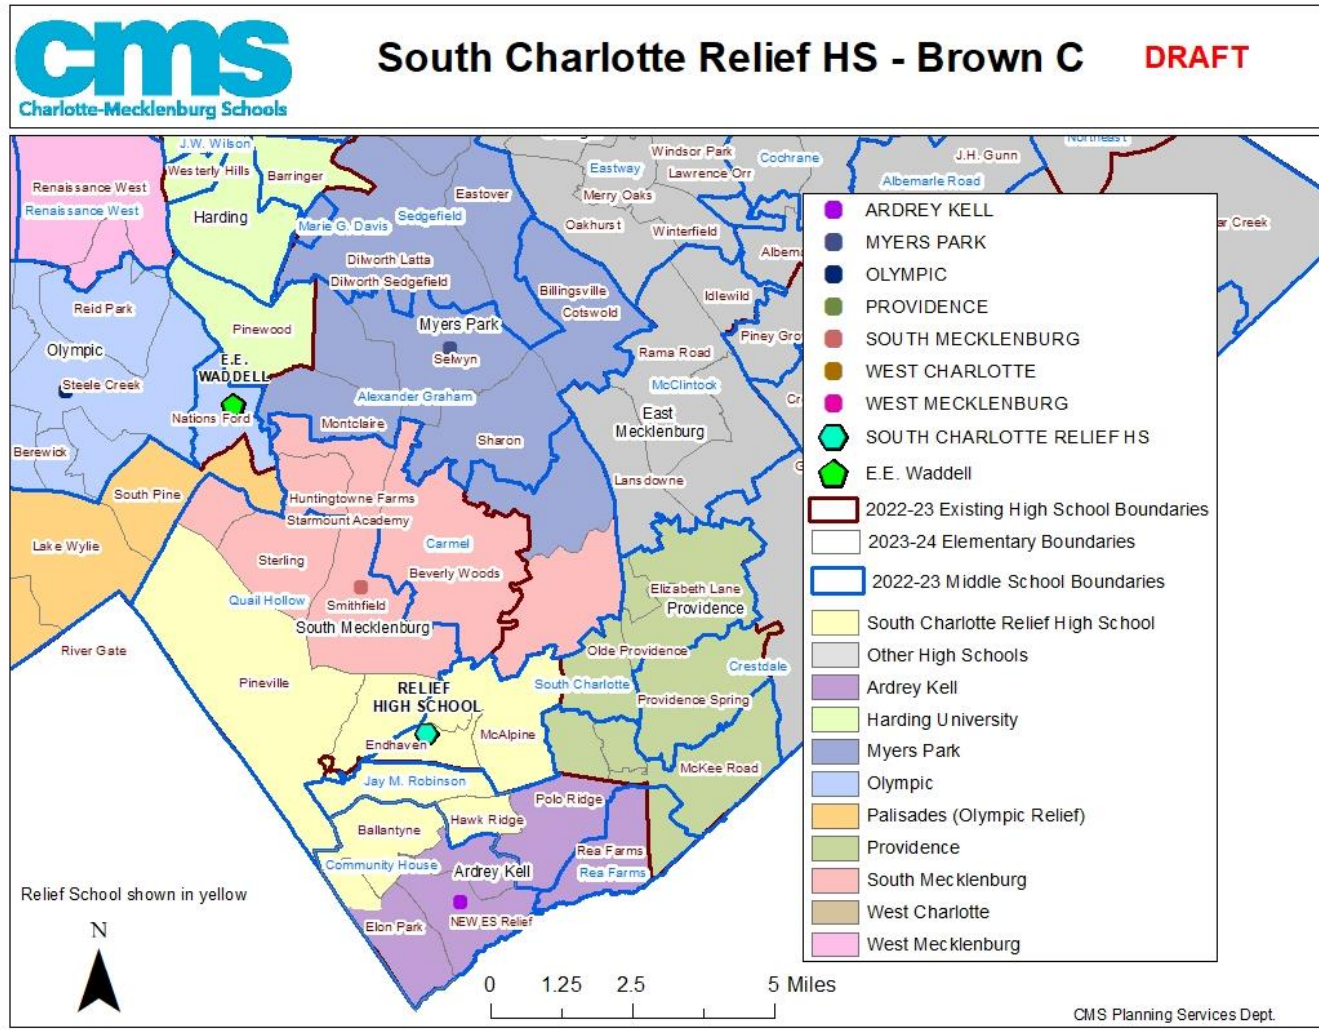 cms
Charlotte-Mecklenburg Schools
South Charlotte Relief HS - Brown C
DRAFT
J.W. Wilson
Westerly Hills
Barringer
Renaissance West
Renaissance West
Harding
Marie G. Davis
Sedgefield
Eastover
Eastway
Windsor Park
Lawrence Orr
Cochrane
J.H. Gunn
Northeast
Albemarle Road
Merry Oaks
Oakhurst
Winterfield
Dilworth Latta
Dilworth Sedgefield
Billingsville
Cotswold
Idlewild
Reid Park
Pinewood
Myers Park
Selwyn
Rama Road
McClintock
Olympic
Steele Creek
E.E.
WADDELL
Nations Ford
Alexander Graham
Montclaire
Sharon
East
Mecklenburg
Berewick
South Pine
Lansdowne
Huntingtowne Farms
Starmount Academy
Lake Wylie
Sterling
Carmel
Beverly Woods
Quail Hollow
Smithfield
South Mecklenburg
Elizabeth Lane
Providence
River Gate
Olde Providence
Crestdale
Pineville
RELIEF
HIGH SCHOOL
South Charlotte
Providence Spring
Endhaven
McAlpine
McKee Road
Jay M. Robinson
Polo Ridge
Ballantyne
Hawk Ridge
Rea Farms
Rea Farms
Community House
Ardrey Kell
Elon Park
NEW ES Relief
ARDREY KELL
MYERS PARK
OLYMPIC
PROVIDENCE
SOUTH MECKLENBURG
WEST CHARLOTTE
WEST MECKLENBURG
SOUTH CHARLOTTE RELIEF HS
E.E. Waddell
2022-23 Existing High School Boundaries
2023-24 Elementary Boundaries
2022-23 Middle School Boundaries
South Charlotte Relief High School
Other High Schools
Ardrey Kell
Harding University
Myers Park
Olympic
Palisades (Olympic Relief)
Providence
South Mecklenburg
West Charlotte
West Mecklenburg
Relief School shown in yellow
N
0 1.25 2.5 5 Miles
CMS Planning Services Dept.